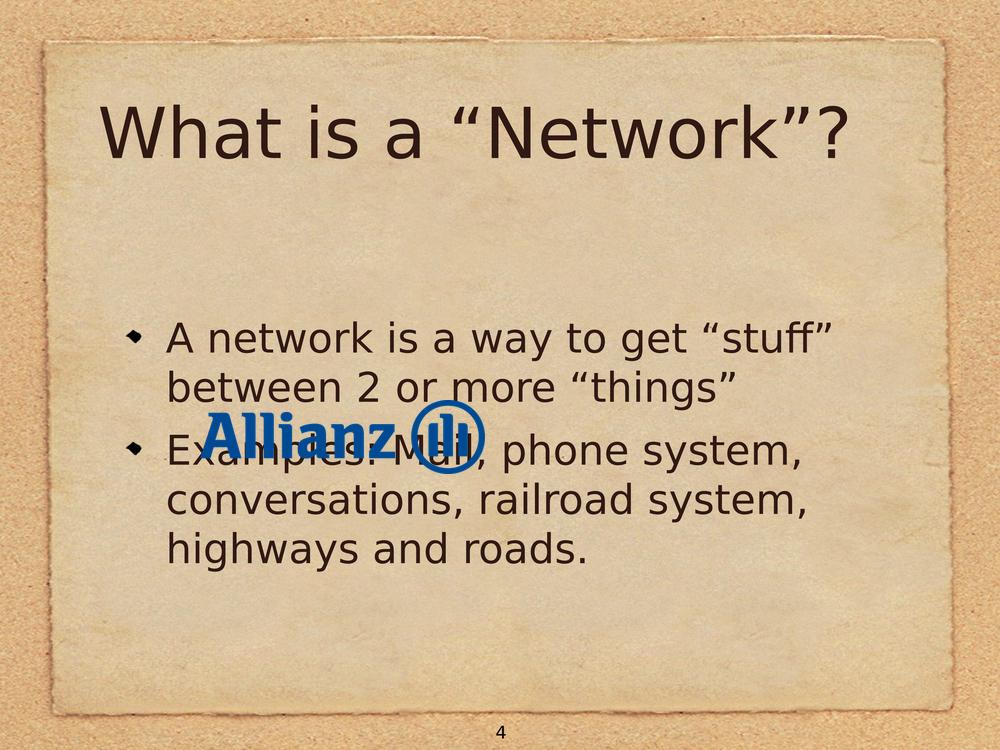 What is a “Network”?
A network is a way to get “stuff”
between 2 or more “things”
Allianz
Examples: Mail, phone system,
conversations, railroad system,
highways and roads.
4